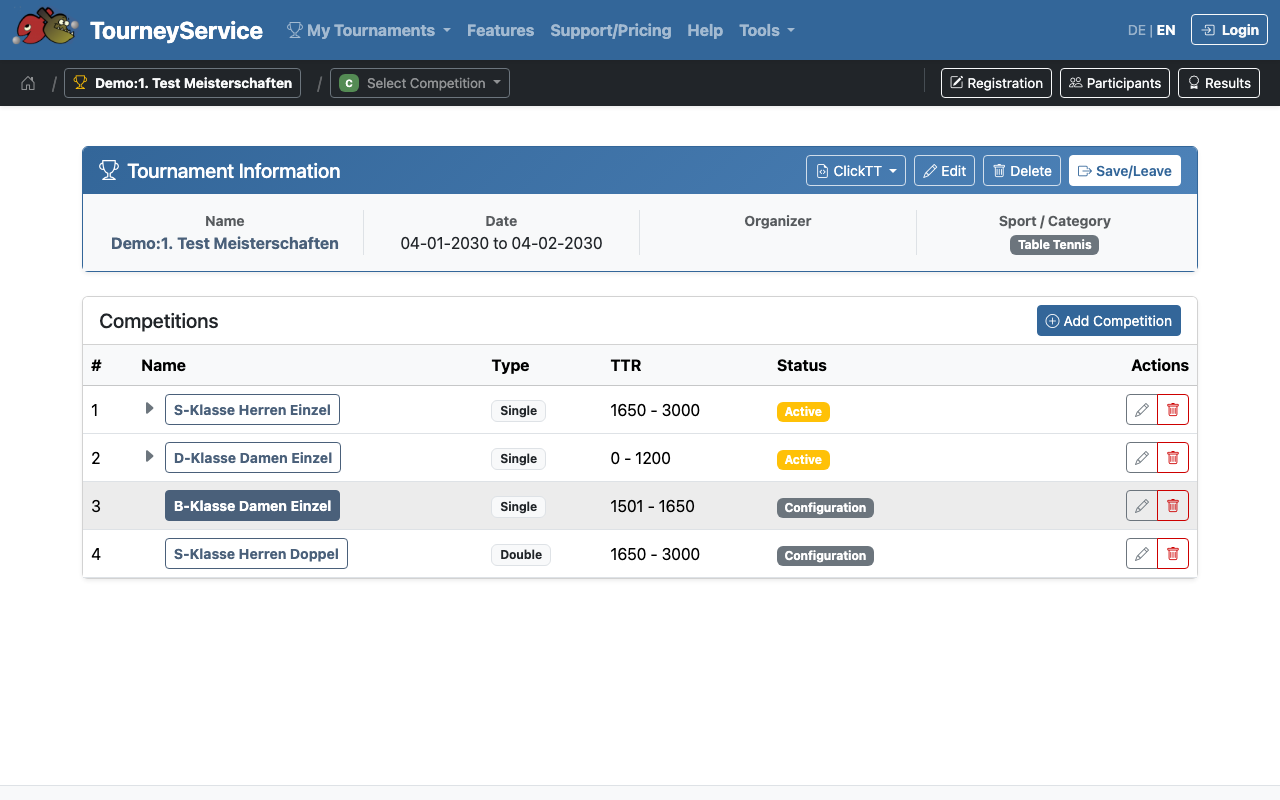 TourneyService My Tournaments Features Support/Pricing Help Tools DE | EN Login
/ Demo:1. Test Meisterschaften / C Select Competition Registration Participants Results
Tournament Information ClickTT Edit Delete Save/Leave
Name Date Organizer Sport / Category
Demo:1. Test Meisterschaften 04-01-2030 to 04-02-2030 Table Tennis
Competitions Add Competition
# Name Type TTR Status Actions
1 S-Klasse Herren Einzel Single 1650 - 3000 Active
2 D-Klasse Damen Einzel Single 0 - 1200 Active
3 B-Klasse Damen Einzel Single 1501 - 1650 Configuration
4 S-Klasse Herren Doppel Double 1650 - 3000 Configuration